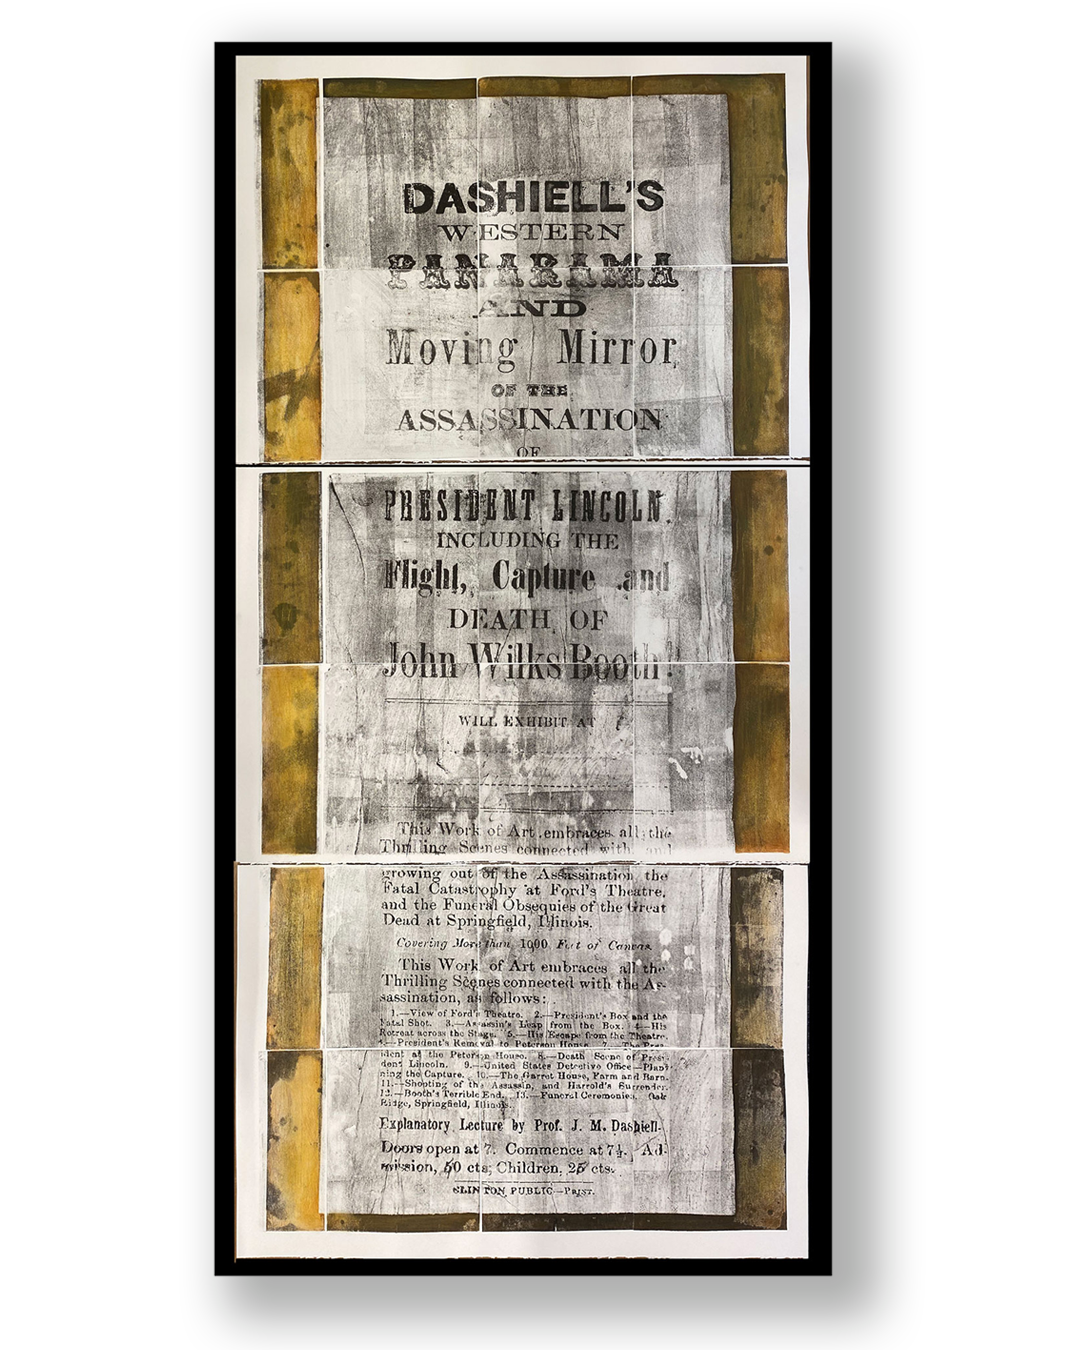 DASHIELL'S
WESTERN
PANARAMA
AND
Moving Mirror,
OF THE
ASSASSINATION
OF
PRESIDENT LINCOLN.
INCLUDING THE
Flight, Capture and
DEATH OF
John Wilks Booth!
WILL EXHIBIT AT
This Work of Art embraces all the
Thrilling Scenes connected with and
growing out of the Assassination, the
Fatal Catastrophy at Ford's Theatre,
and the Funeral Obsequies of the Great
Dead at Springfield, Illinois.
Covering More than 1000 Feet of Canvas.
This Work of Art embraces all the
Thrilling Scenes connected with the As-
sassination, as follows:
1.—View of Ford's Theatre. 2.—President's Box and the
Fatal Shot. 3.—Assassin's Leap from the Box. 4—His
Retreat across the Stage. 5.—His Escape from the Theatre.
President's Removal to Peterson House. 7.—The Pres-
ident at the Peterson House. 8.—Death Scene of Presi-
dent Lincoln. 9.—United States Detective Office—Plan-
ning the Capture. 10.—The Garret House, Farm and Barn.
11.—Shooting of the Assassin, and Harrold's Surrender.
12.—Booth's Terrible End. 13.—Funeral Ceremonies, Oak
Ridge, Springfield, Illinois.
Explanatory Lecture by Prof. J. M. Dashiell.
Doors open at 7. Commence at 7½. Ad-
mission, 50 cts; Children, 25 cts.
CLINTON PUBLIC—PRINT.